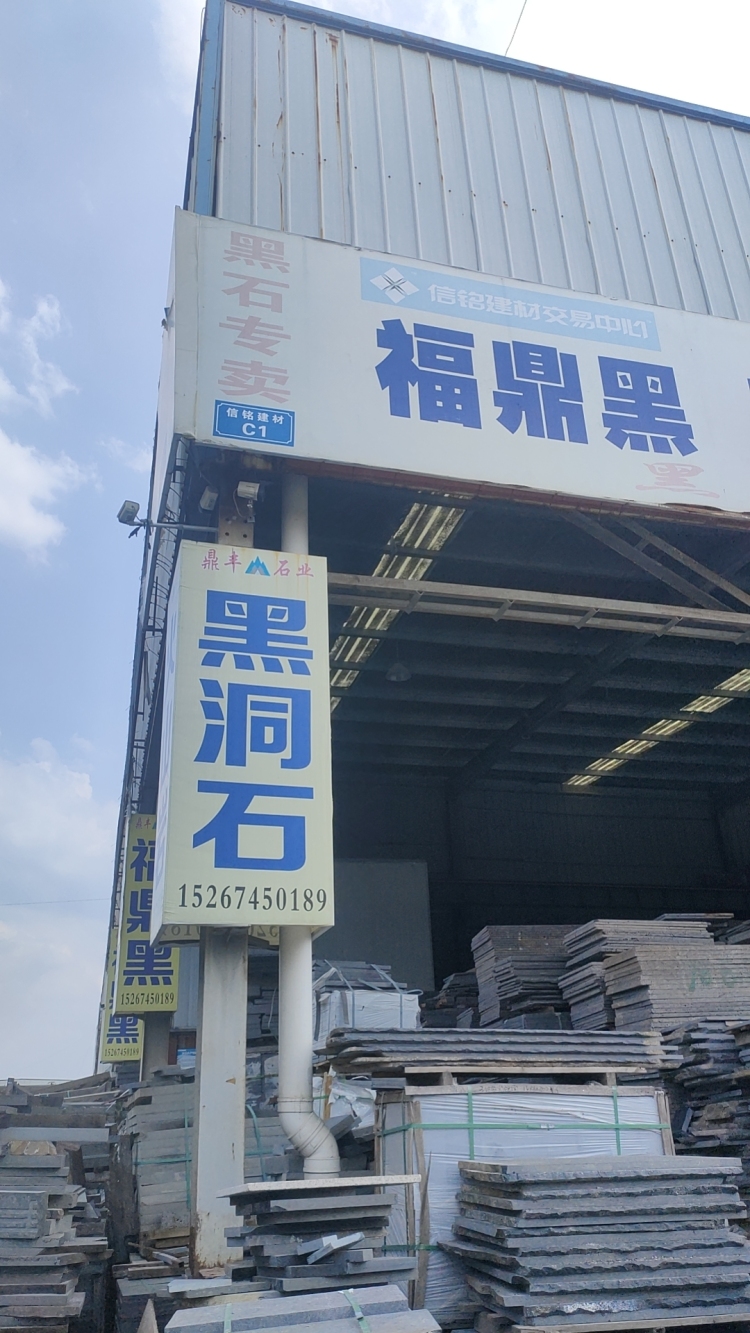 黑石专卖
信铭建材交易中心
福鼎黑
信铭建材
C1
鼎丰 石业
黑洞石
15267450189
福鼎黑
15267450189
黑
15267450189